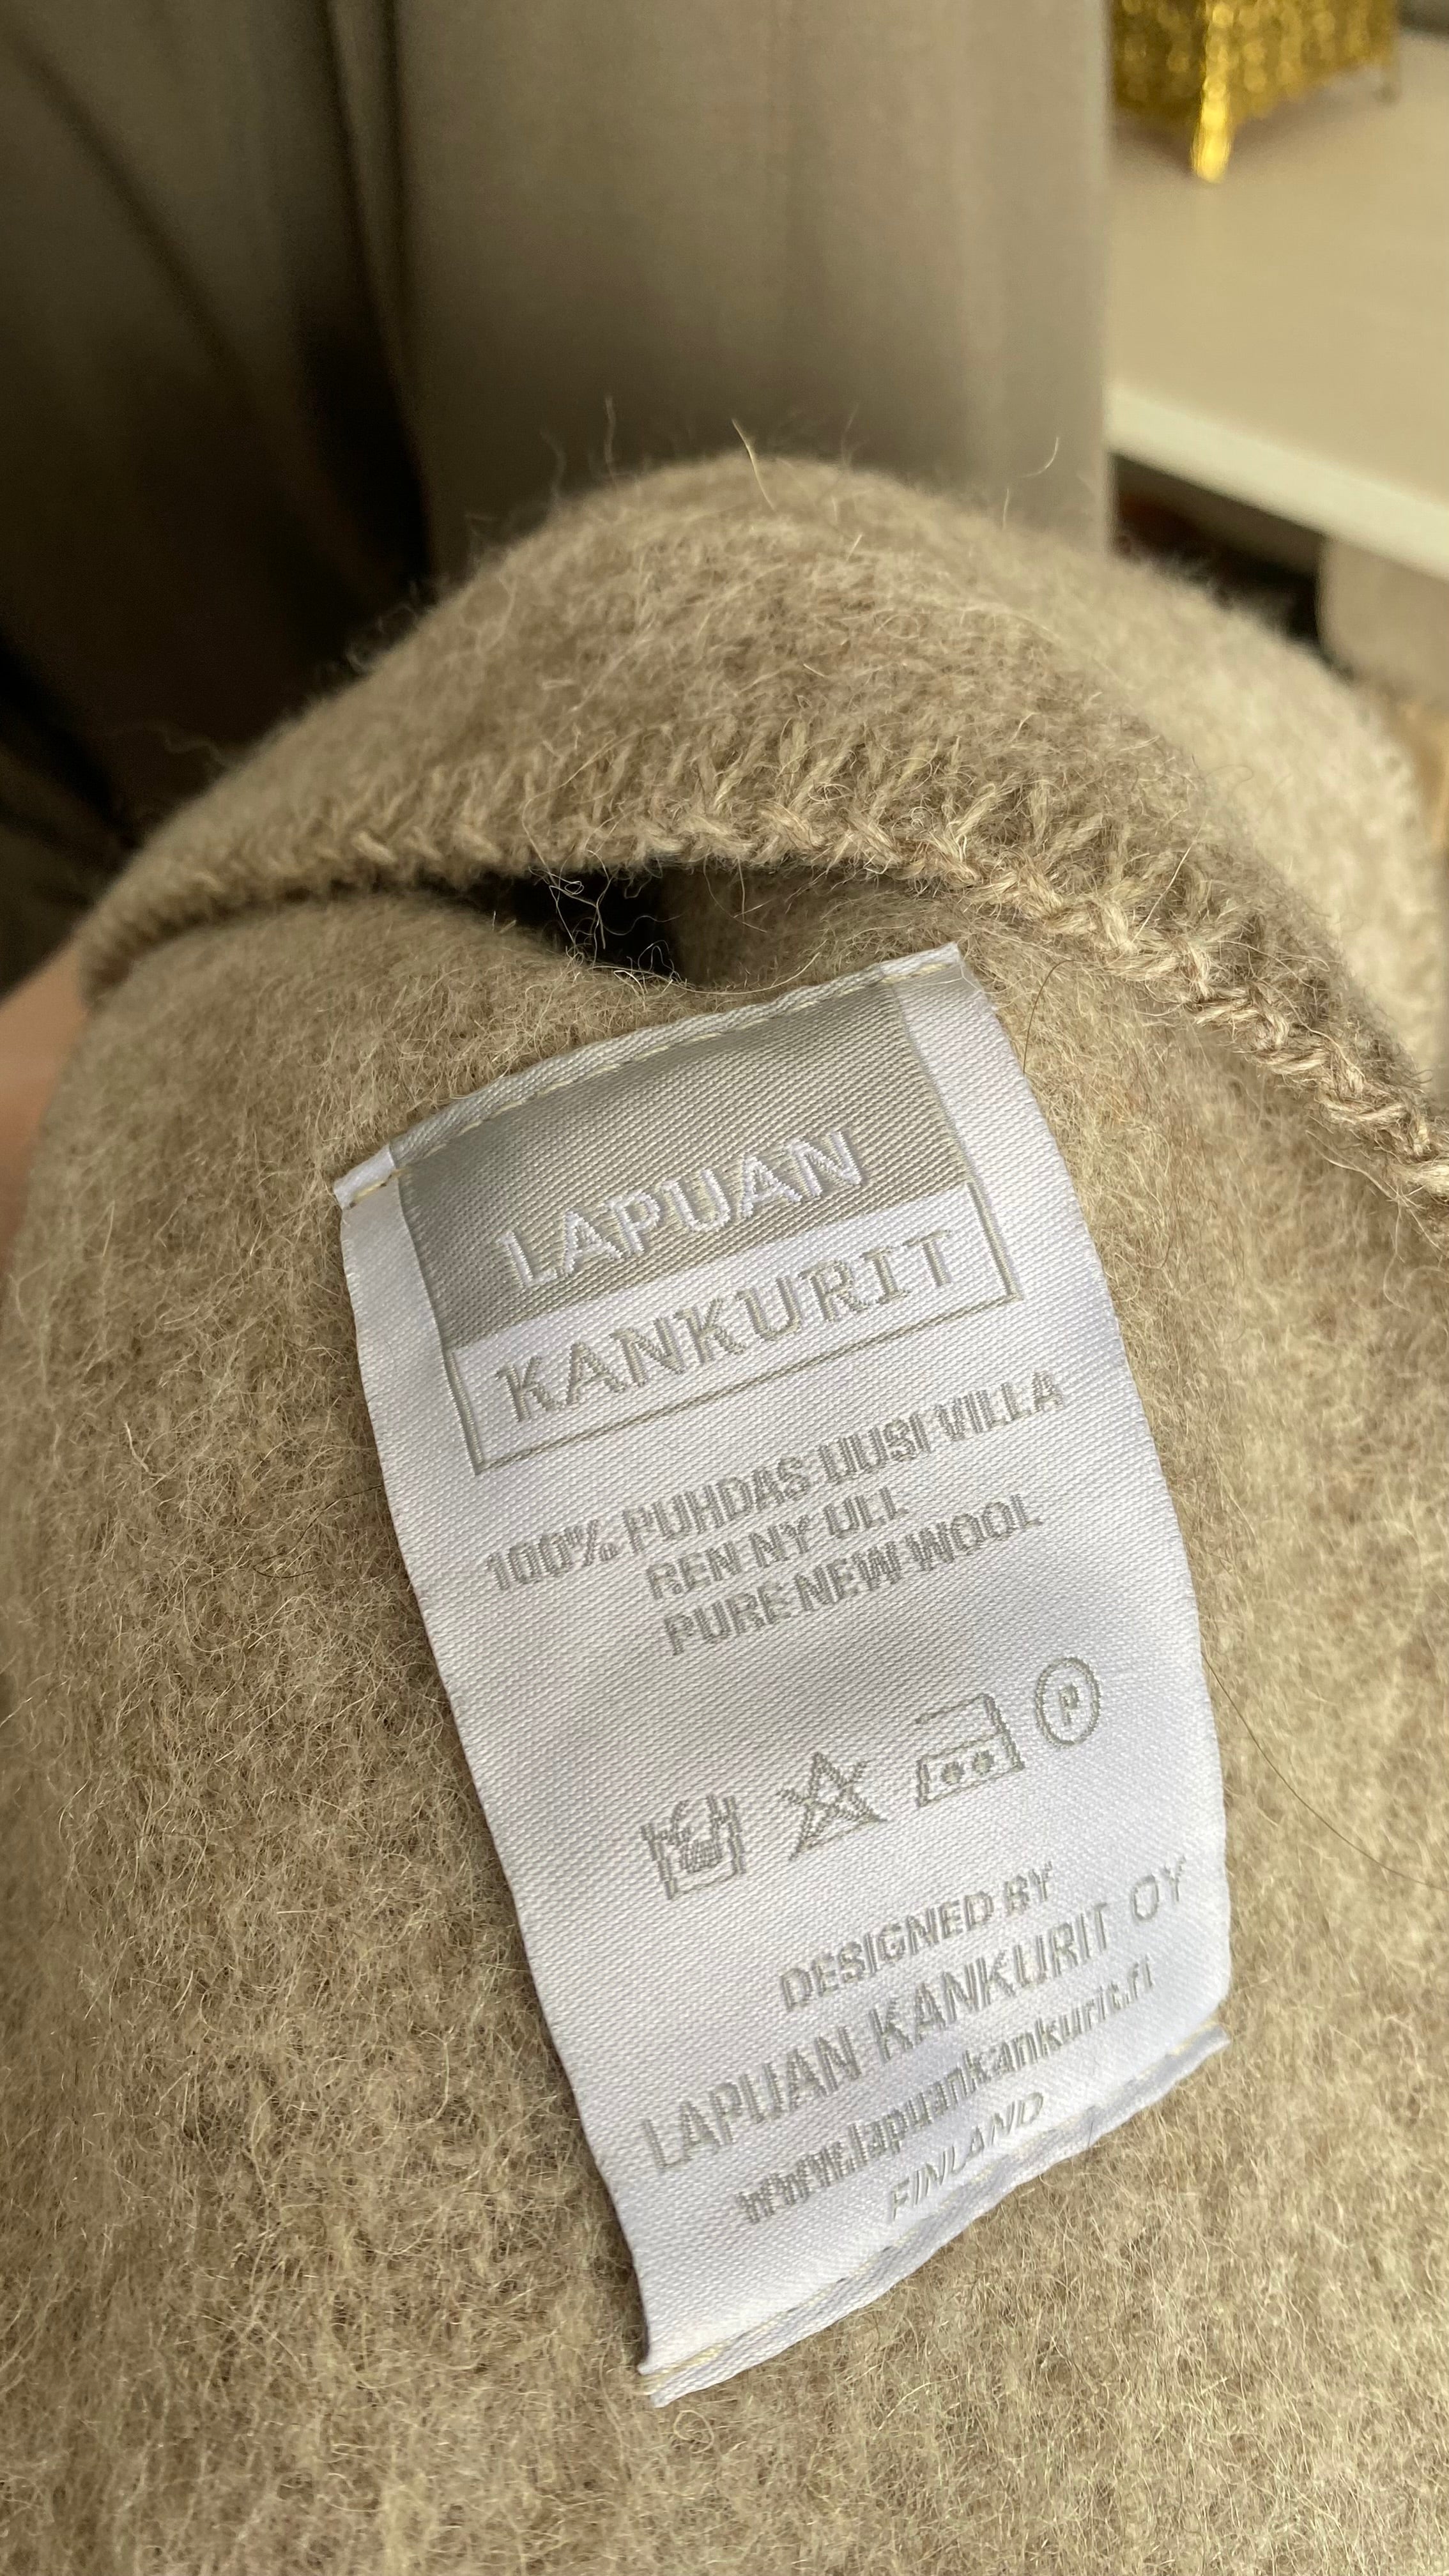 LAPUAN
KANKURIT
100% PUHDAS UUSI VILLA
REN NY ULL
PURE NEW WOOL
P
DESIGNED BY
LAPUAN KANKURIT OY
www.lapuankankurit.fi
FINLAND